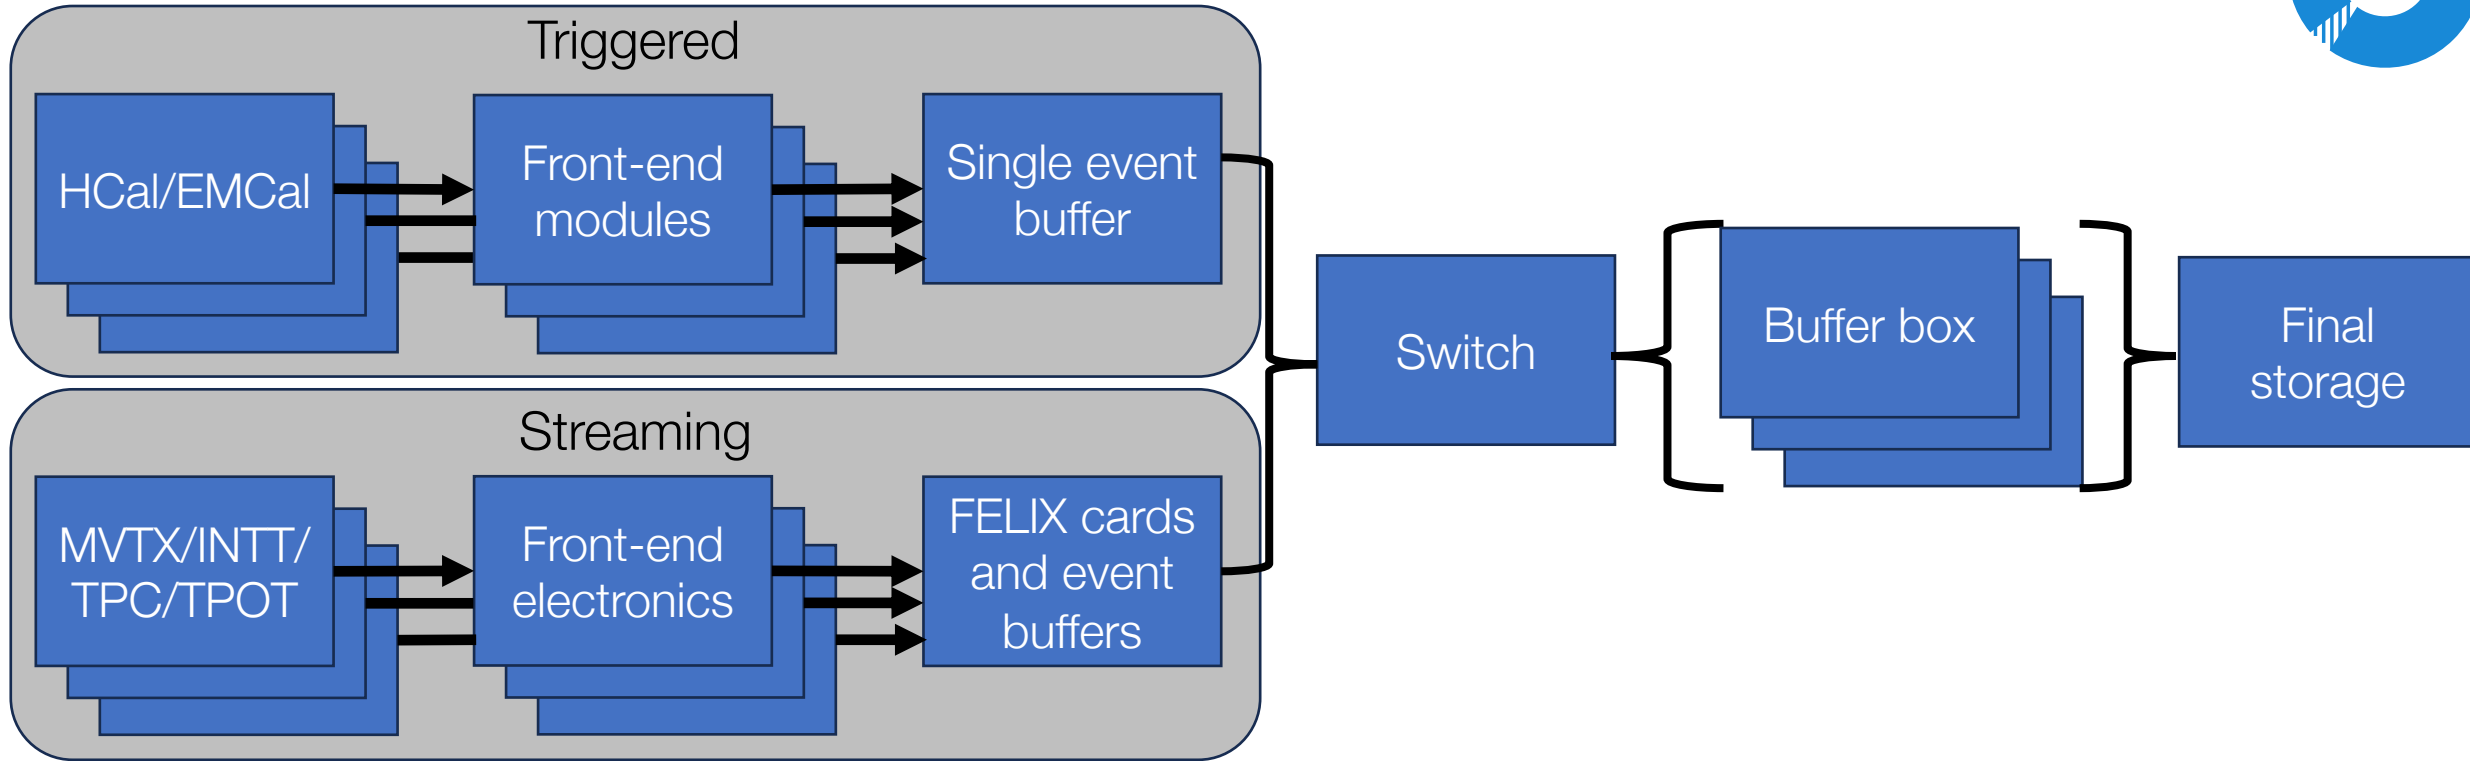 Triggered
HCal/EMCal
Front-end
modules
Single event
buffer
Streaming
MVTX/INTT/
TPC/TPOT
Front-end
electronics
FELIX cards
and event
buffers
Switch
Buffer box
Final
storage